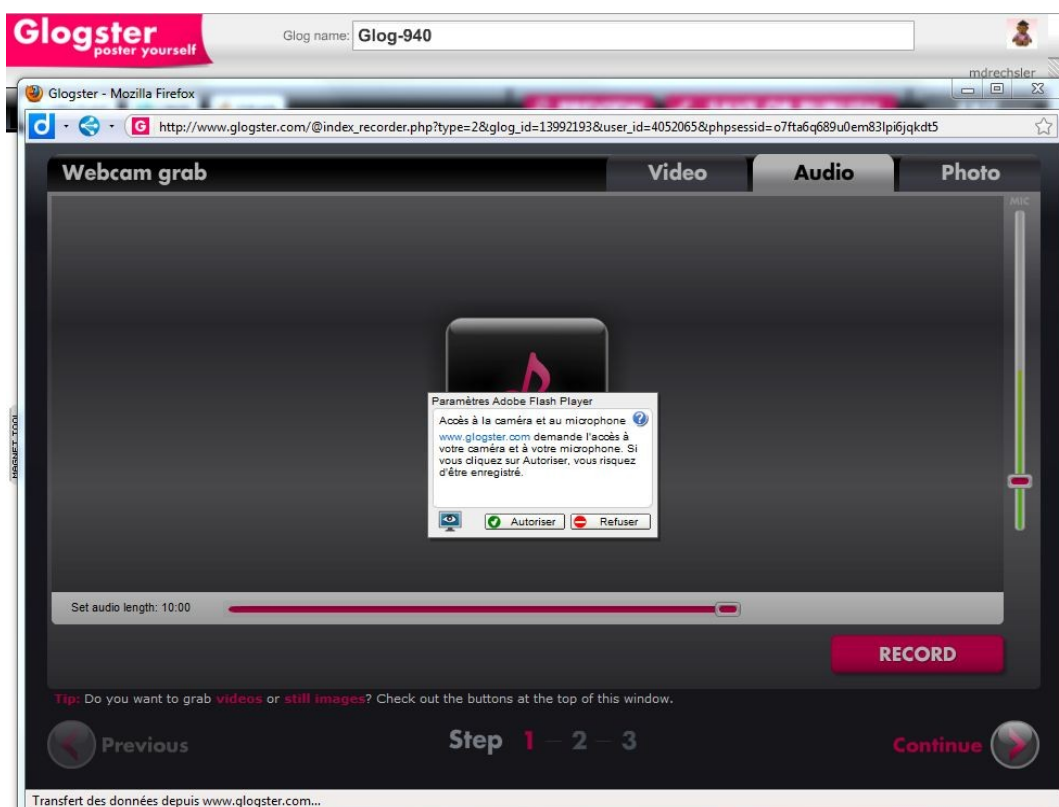 Glogster
poster yourself
Glog name: Glog-940
mdrechsler
Glogster - Mozilla Firefox
http://www.glogster.com/@index_recorder.php?type=2&glog_id=13992193&user_id=4052065&phpsessid=o7fta6q689u0em83lpi6jqkdt5
Webcam grab
Video
Audio
Photo
MIC
MAGNET TOOL
Paramètres Adobe Flash Player
Accès à la caméra et au microphone
www.glogster.com demande l'accès à
votre caméra et à votre microphone. Si
vous cliquez sur Autoriser, vous risquez
d'être enregistré.
Autoriser
Refuser
Set audio length: 10:00
RECORD
Tip: Do you want to grab videos or still images? Check out the buttons at the top of this window.
Previous
Step 1 – 2 – 3
Continue
Transfert des données depuis www.glogster.com...